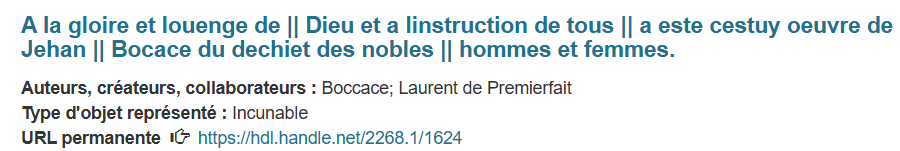 A la gloire et louenge de || Dieu et a linstruction de tous || a este cestuy oeuvre de
Jehan || Bocace du dechiet des nobles || hommes et femmes.
Auteurs, créateurs, collaborateurs : Boccace; Laurent de Premierfait
Type d'objet représenté : Incunable
URL permanente https://hdl.handle.net/2268.1/1624